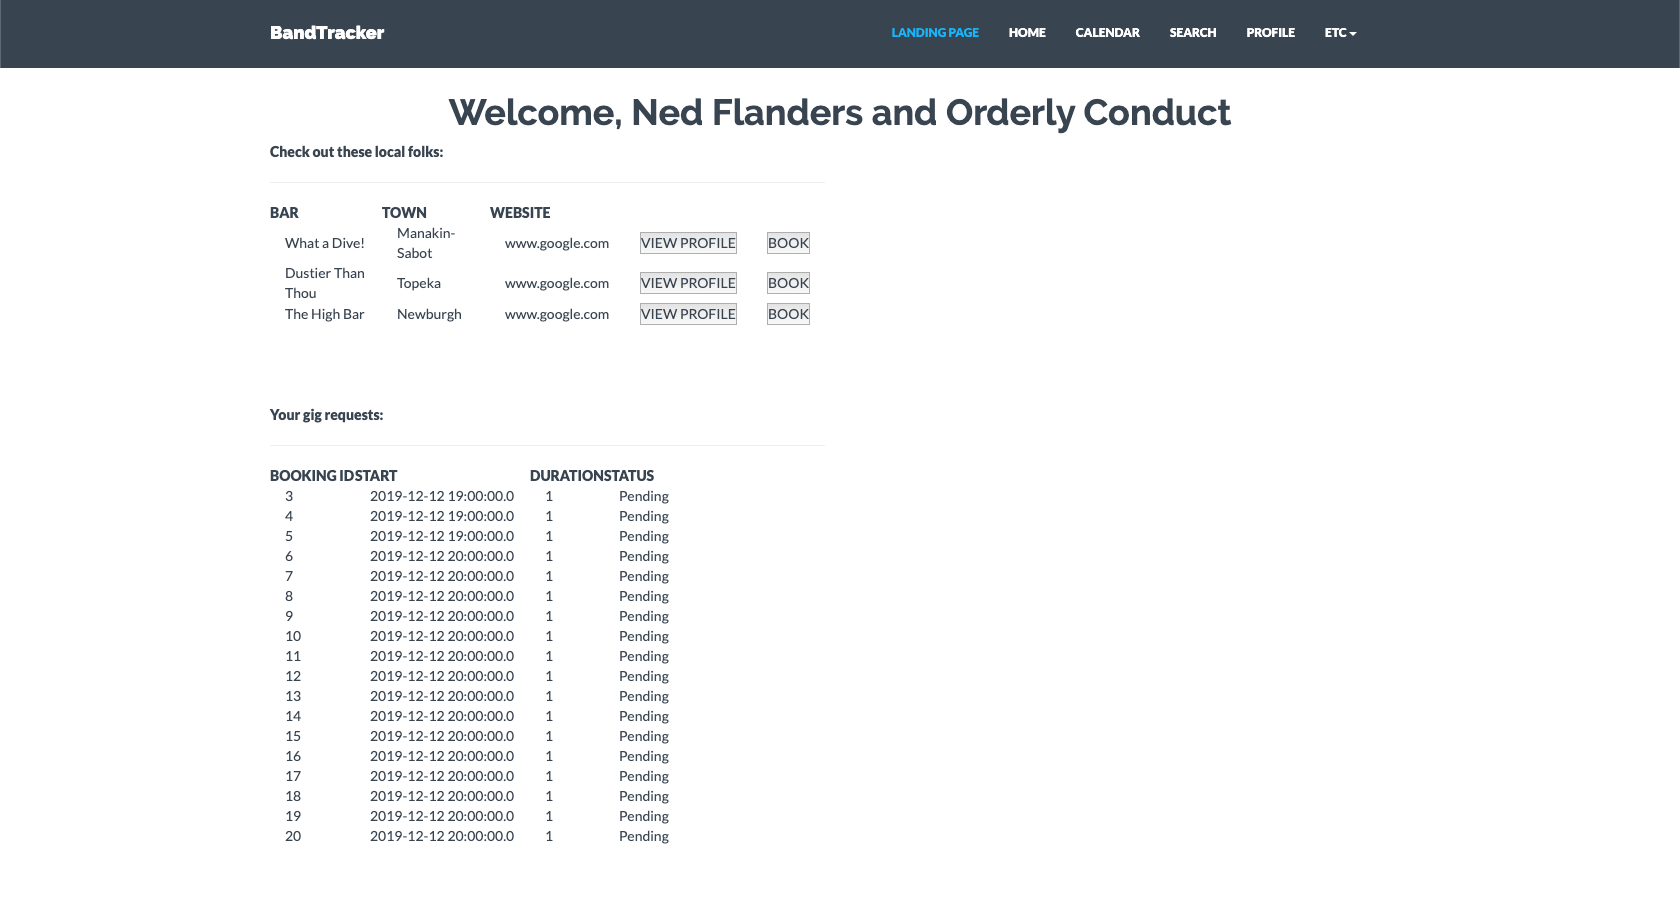 BandTracker LANDING PAGE HOME CALENDAR SEARCH PROFILE ETC
Welcome, Ned Flanders and Orderly Conduct
Check out these local folks:
BAR TOWN WEBSITE
What a Dive! Manakin-Sabot www.google.com VIEW PROFILE BOOK
Dustier Than Thou Topeka www.google.com VIEW PROFILE BOOK
The High Bar Newburgh www.google.com VIEW PROFILE BOOK
Your gig requests:
BOOKING ID START DURATION STATUS
3 2019-12-12 19:00:00.0 1 Pending
4 2019-12-12 19:00:00.0 1 Pending
5 2019-12-12 19:00:00.0 1 Pending
6 2019-12-12 20:00:00.0 1 Pending
7 2019-12-12 20:00:00.0 1 Pending
8 2019-12-12 20:00:00.0 1 Pending
9 2019-12-12 20:00:00.0 1 Pending
10 2019-12-12 20:00:00.0 1 Pending
11 2019-12-12 20:00:00.0 1 Pending
12 2019-12-12 20:00:00.0 1 Pending
13 2019-12-12 20:00:00.0 1 Pending
14 2019-12-12 20:00:00.0 1 Pending
15 2019-12-12 20:00:00.0 1 Pending
16 2019-12-12 20:00:00.0 1 Pending
17 2019-12-12 20:00:00.0 1 Pending
18 2019-12-12 20:00:00.0 1 Pending
19 2019-12-12 20:00:00.0 1 Pending
20 2019-12-12 20:00:00.0 1 Pending